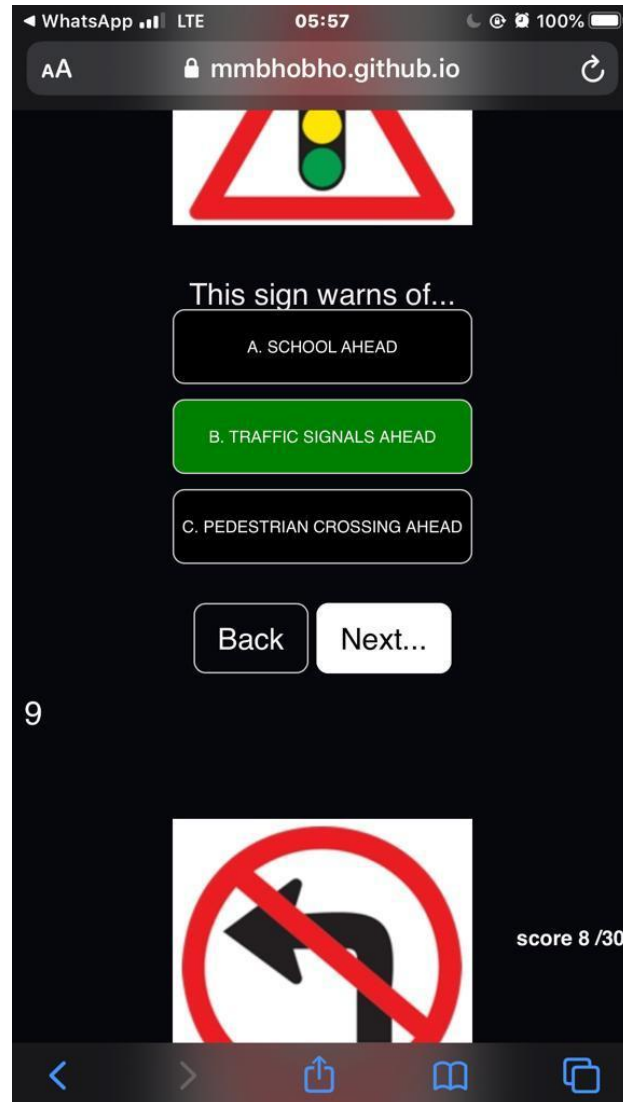 WhatsApp LTE 05:57 100%
AA mmbhobho.github.io
This sign warns of...
A. SCHOOL AHEAD
B. TRAFFIC SIGNALS AHEAD
C. PEDESTRIAN CROSSING AHEAD
Back Next...
9
score 8 /30